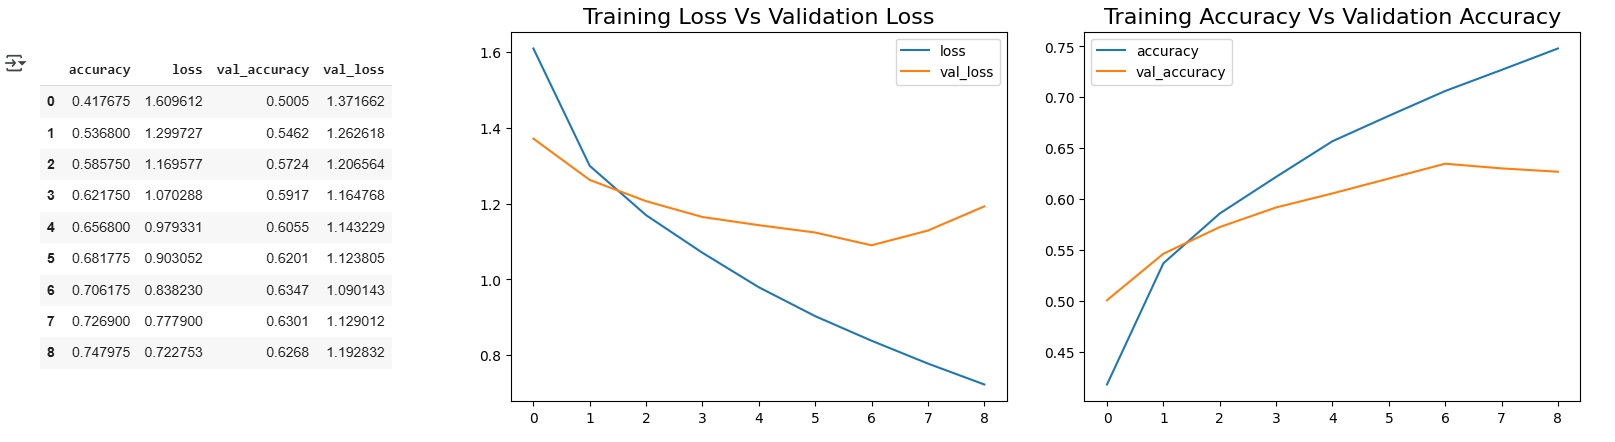 accuracy loss val_accuracy val_loss
0 0.417675 1.609612 0.5005 1.371662
1 0.536800 1.299727 0.5462 1.262618
2 0.585750 1.169577 0.5724 1.206564
3 0.621750 1.070288 0.5917 1.164768
4 0.656800 0.979331 0.6055 1.143229
5 0.681775 0.903052 0.6201 1.123805
6 0.706175 0.838230 0.6347 1.090143
7 0.726900 0.777900 0.6301 1.129012
8 0.747975 0.722753 0.6268 1.192832
Training Loss Vs Validation Loss
loss
val_loss
1.6
1.4
1.2
1.0
0.8
0 1 2 3 4 5 6 7 8
Training Accuracy Vs Validation Accuracy
accuracy
val_accuracy
0.75
0.70
0.65
0.60
0.55
0.50
0.45
0 1 2 3 4 5 6 7 8